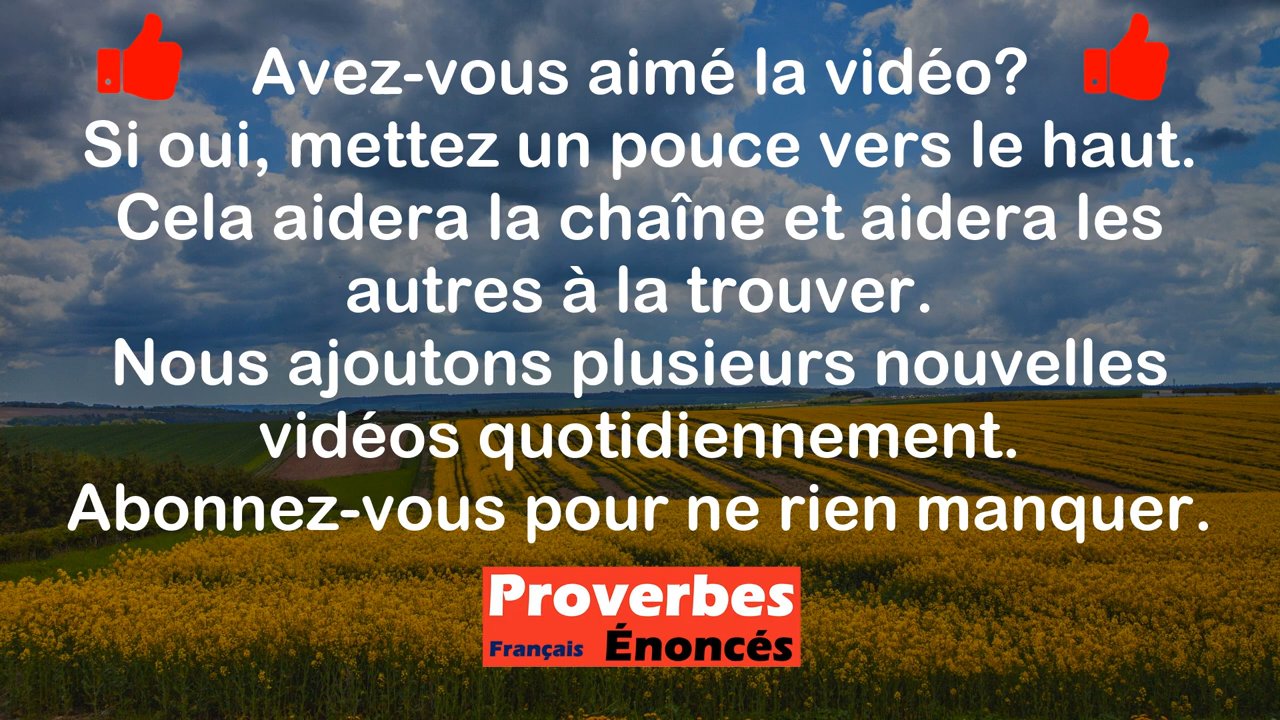 Avez-vous aimé la vidéo?
Si oui, mettez un pouce vers le haut.
Cela aidera la chaîne et aidera les
autres à la trouver.
Nous ajoutons plusieurs nouvelles
vidéos quotidiennement.
Abonnez-vous pour ne rien manquer.
Proverbes
Français Énoncés